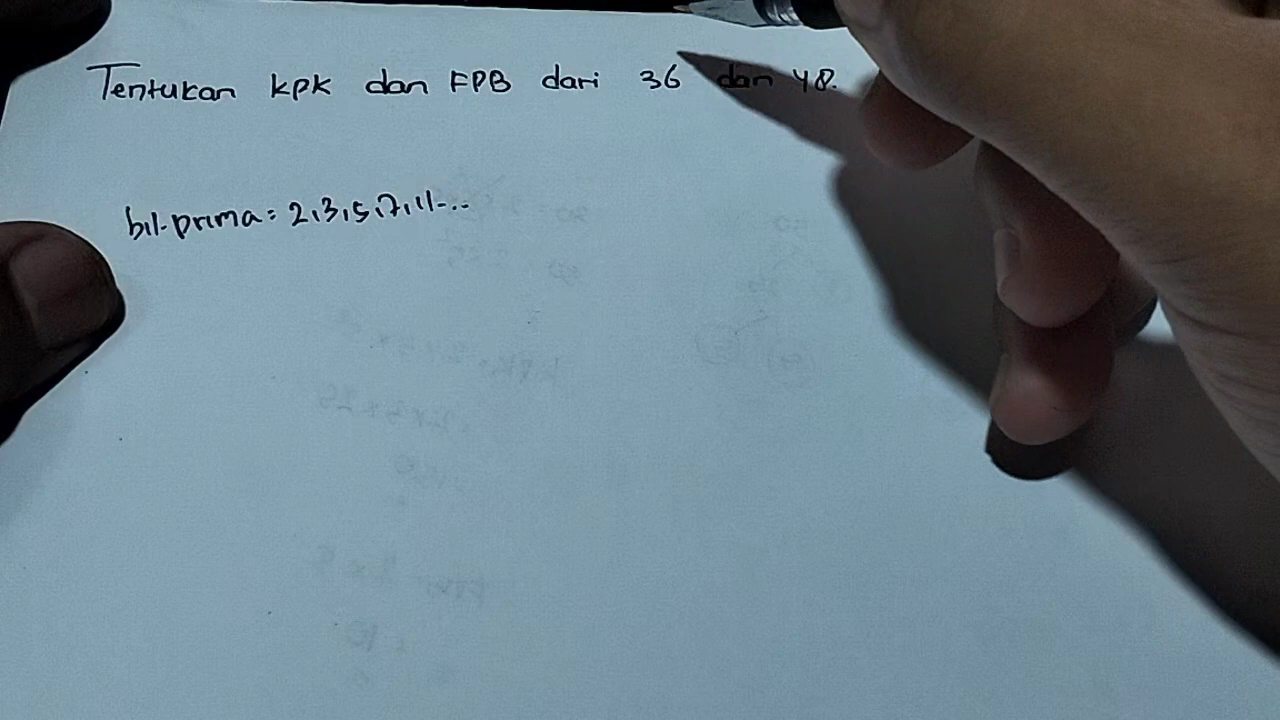 Tentukan kpk dan FPB dari 36 dan 48.
bil.prima = 2,3,5,7,11-...